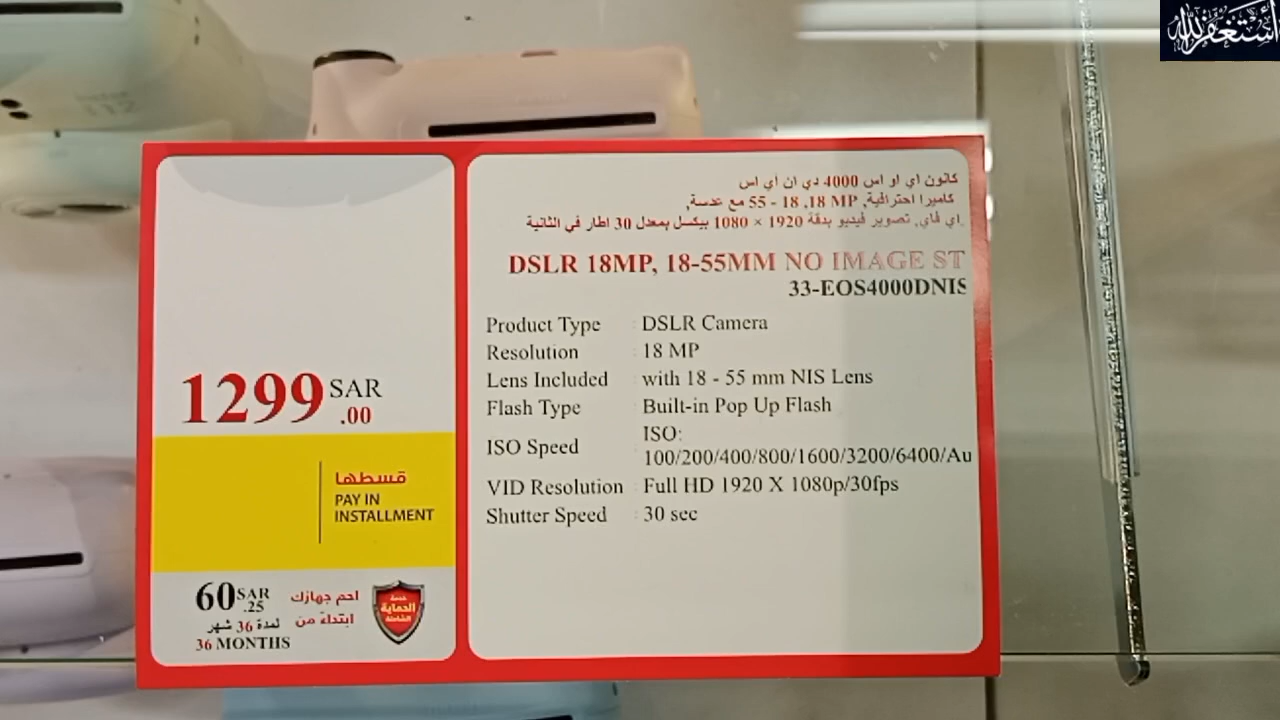 أستغفر الله
كانون اي او اس 4000 دي ان اي اس
كاميرا احترافية, 18 MP, 18 - 55 مع عدسة,
اي فاي, تصوير فيديو بدقة 1920 × 1080 بيكسل بمعدل 30 اطار في الثانية.
DSLR 18MP, 18-55MM NO IMAGE ST
33-EOS4000DNIS
Product Type : DSLR Camera
Resolution : 18 MP
Lens Included : with 18 - 55 mm NIS Lens
Flash Type : Built-in Pop Up Flash
ISO Speed : ISO:
100/200/400/800/1600/3200/6400/Au
VID Resolution : Full HD 1920 X 1080p/30fps
Shutter Speed : 30 sec
1299 SAR
.00
قسطها
PAY IN
INSTALLMENT
60 SAR
.25
لمدة 36 شهر
36 MONTHS
احم جهازك
ابتداءً من
خدمة
الحماية
الشاملة